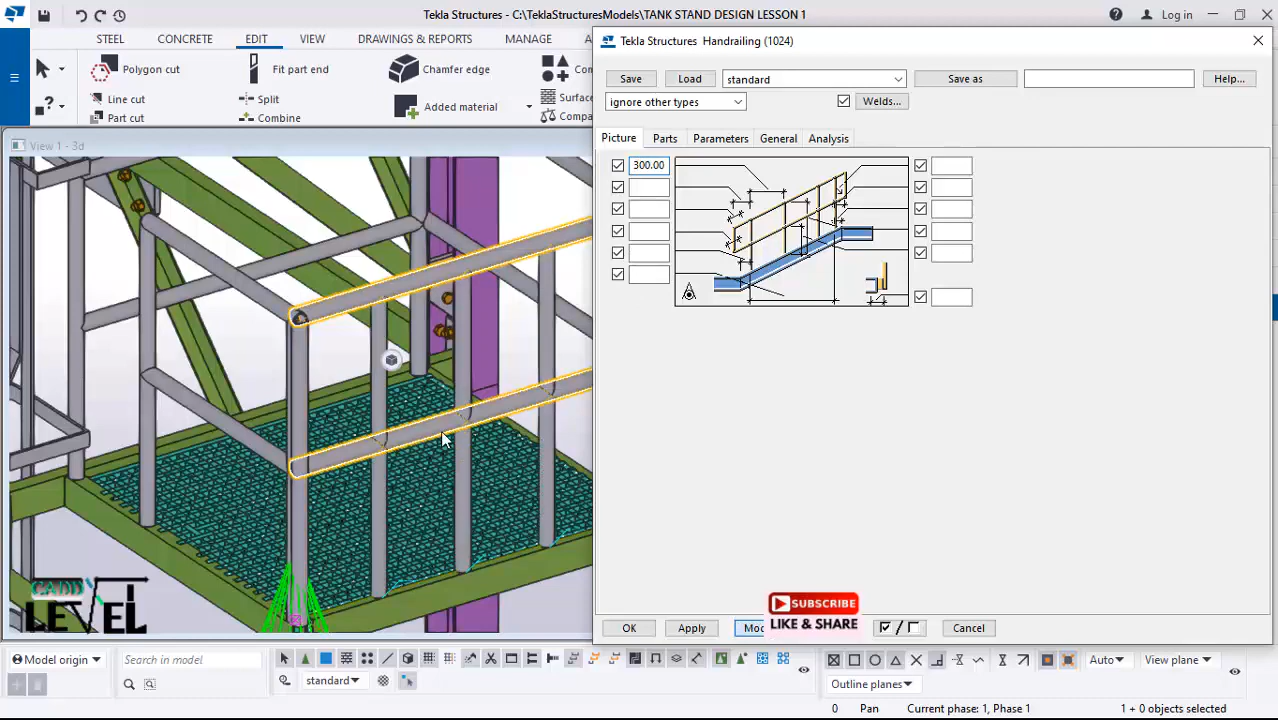 Tekla Structures - C:\TeklaStructuresModels\TANK STAND DESIGN LESSON 1
Log in
STEEL CONCRETE EDIT VIEW DRAWINGS & REPORTS MANAGE
Polygon cut
Fit part end
Chamfer edge
Line cut
Split
Added material
Part cut
Combine
View 1 - 3d
CADD
LEVEL
Tekla Structures Handrailing (1024)
Save
Load
standard
Save as
Help...
ignore other types
Welds...
Picture Parts Parameters General Analysis
300.00
SUBSCRIBE
LIKE & SHARE
OK
Apply
Cancel
Model origin
Search in model
standard
Auto
View plane
Outline planes
0
Pan
Current phase: 1, Phase 1
1 + 0 objects selected